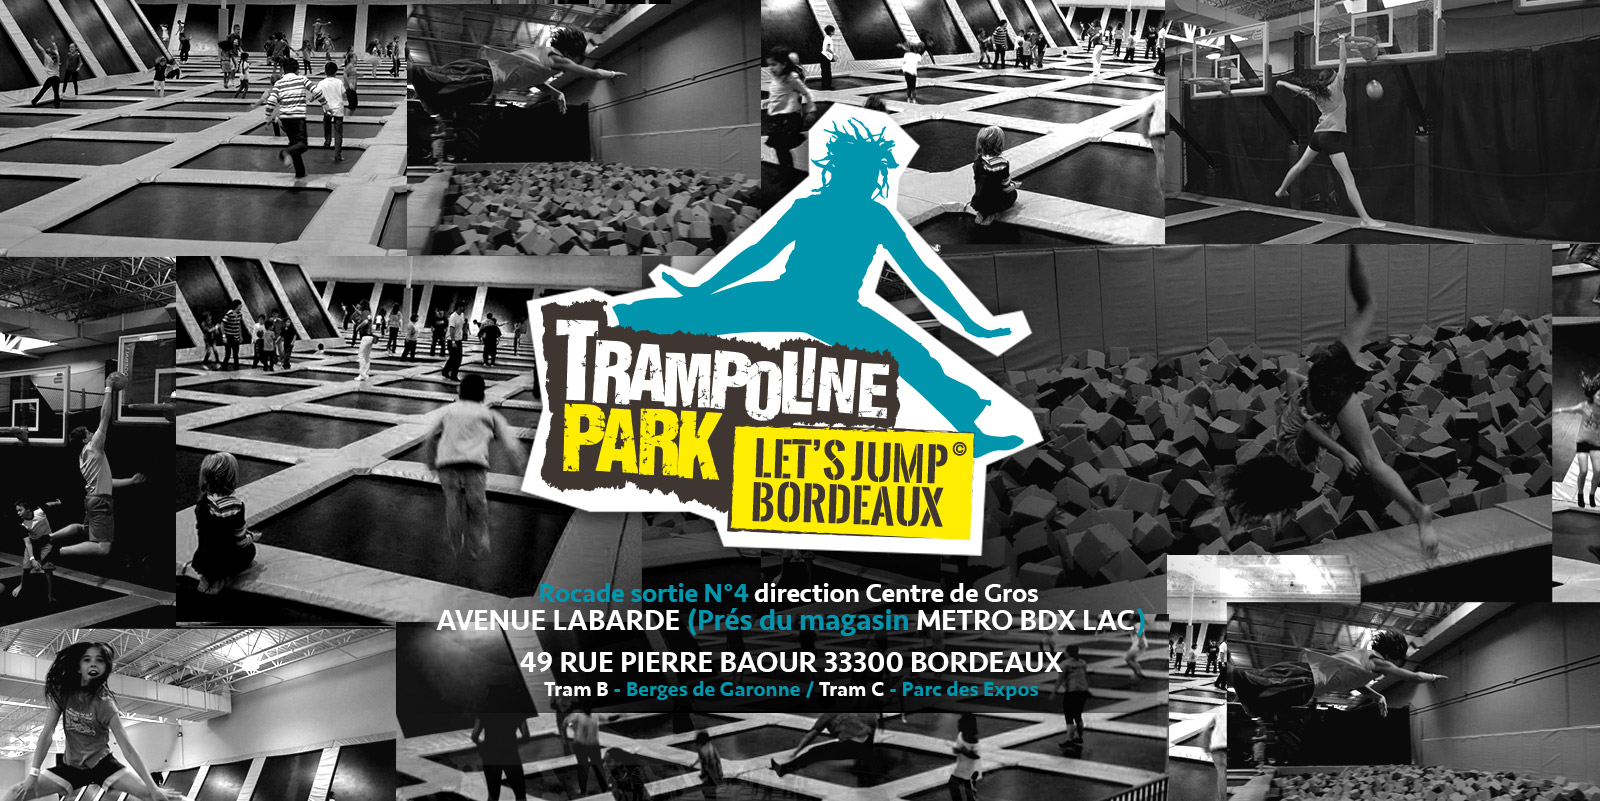 TRAMPOLINE
PARK
LET'S JUMP©
BORDEAUX
Rocade sortie N°4 direction Centre de Gros
AVENUE LABARDE (Prés du magasin METRO BDX LAC)
49 RUE PIERRE BAOUR 33300 BORDEAUX
Tram B - Berges de Garonne / Tram C - Parc des Expos